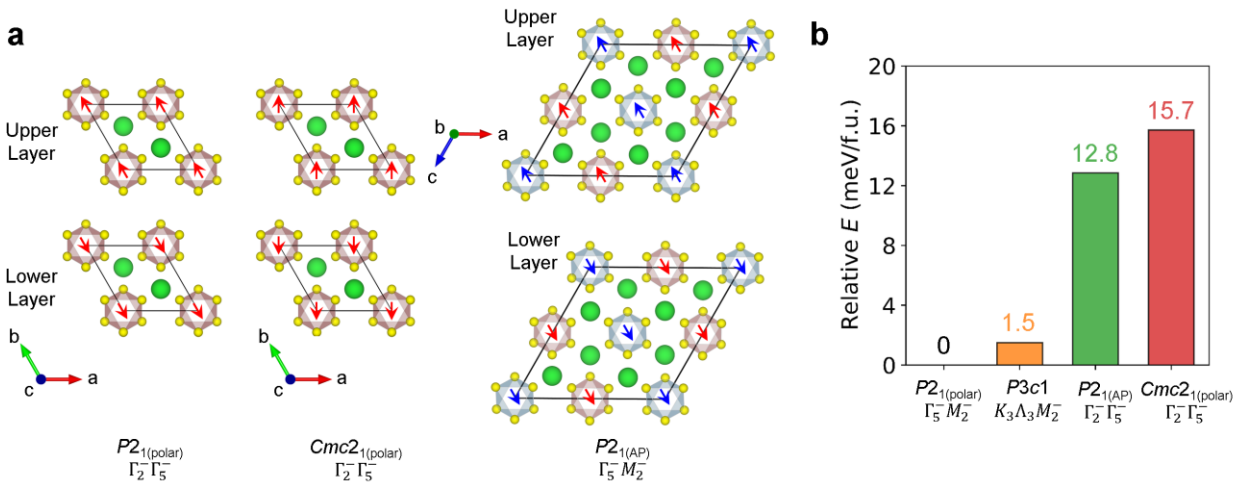 a
Upper
Layer
Lower
Layer
b
a
c
b
a
c
P2₁(polar)
Γ₂⁻Γ₅⁻
Cmc2₁(polar)
Γ₂⁻Γ₅⁻
b
a
c
Upper
Layer
Lower
Layer
P2₁(AP)
Γ₅⁻M₂⁻
b
Relative E (meV/f.u.)
20
16
12
8
4
0
0
1.5
12.8
15.7
P2₁(polar)
Γ₅⁻M₂⁻
P3c1
K₃Λ₃M₂⁻
P2₁(AP)
Γ₂⁻Γ₅⁻
Cmc2₁(polar)
Γ₂⁻Γ₅⁻